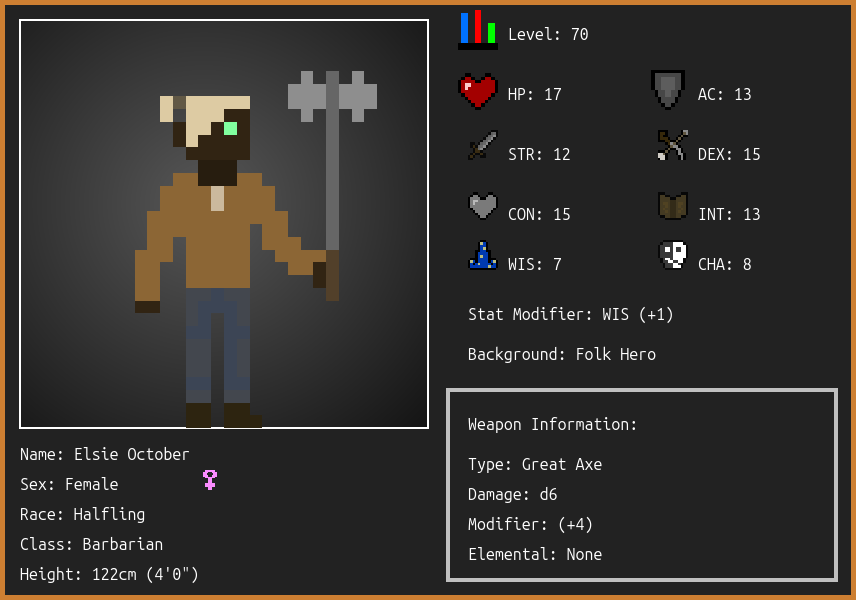 Level: 70
HP: 17
AC: 13
STR: 12
DEX: 15
CON: 15
INT: 13
WIS: 7
CHA: 8
Stat Modifier: WIS (+1)
Background: Folk Hero
Weapon Information:
Type: Great Axe
Damage: d6
Modifier: (+4)
Elemental: None
Name: Elsie October
Sex: Female
Race: Halfling
Class: Barbarian
Height: 122cm (4'0")